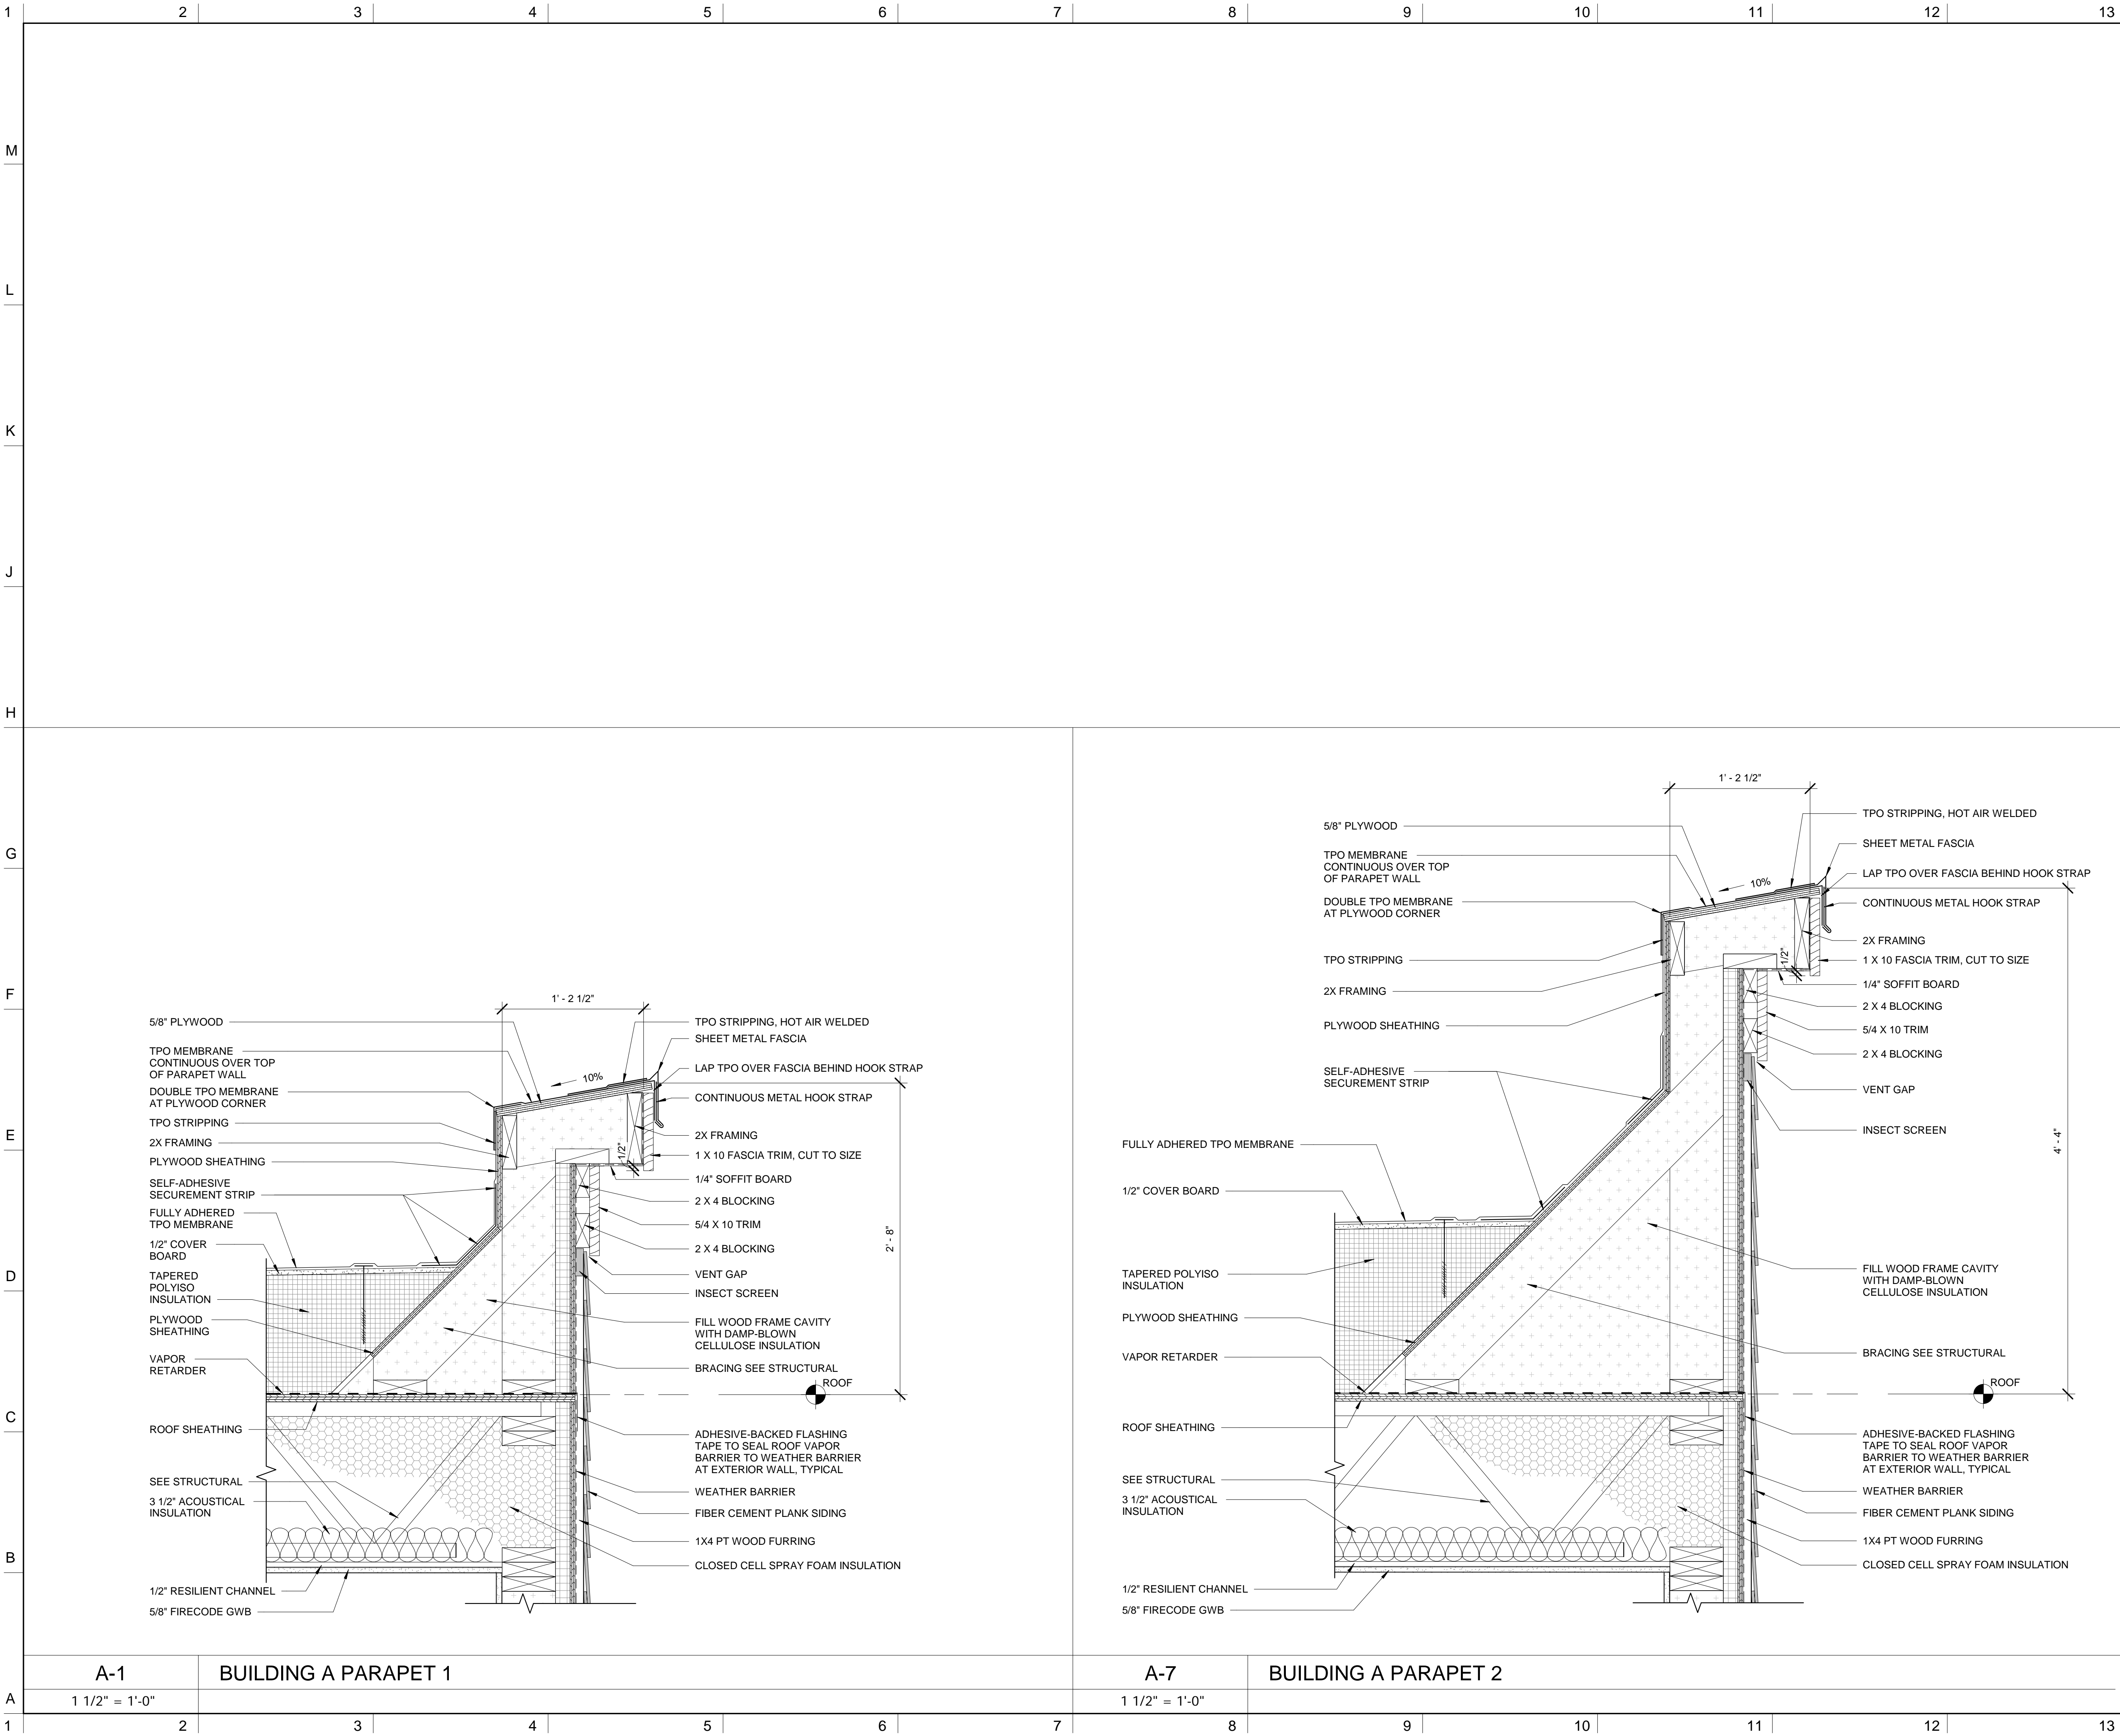 1 2 3 4 5 6 7 8 9 10 11 12 13
M
L
K
J
H
G
F
E
D
C
B
A
1' - 2 1/2"
5/8" PLYWOOD
TPO MEMBRANE
CONTINUOUS OVER TOP
OF PARAPET WALL
DOUBLE TPO MEMBRANE
AT PLYWOOD CORNER
TPO STRIPPING
2X FRAMING
PLYWOOD SHEATHING
SELF-ADHESIVE
SECUREMENT STRIP
FULLY ADHERED
TPO MEMBRANE
1/2" COVER
BOARD
TAPERED
POLYISO
INSULATION
PLYWOOD
SHEATHING
VAPOR
RETARDER
ROOF SHEATHING
SEE STRUCTURAL
3 1/2" ACOUSTICAL
INSULATION
1/2" RESILIENT CHANNEL
5/8" FIRECODE GWB
10%
1/2"
TPO STRIPPING, HOT AIR WELDED
SHEET METAL FASCIA
LAP TPO OVER FASCIA BEHIND HOOK STRAP
CONTINUOUS METAL HOOK STRAP
2X FRAMING
1 X 10 FASCIA TRIM, CUT TO SIZE
1/4" SOFFIT BOARD
2 X 4 BLOCKING
5/4 X 10 TRIM
2 X 4 BLOCKING
VENT GAP
INSECT SCREEN
FILL WOOD FRAME CAVITY
WITH DAMP-BLOWN
CELLULOSE INSULATION
BRACING SEE STRUCTURAL
2' - 8"
ROOF
ADHESIVE-BACKED FLASHING
TAPE TO SEAL ROOF VAPOR
BARRIER TO WEATHER BARRIER
AT EXTERIOR WALL, TYPICAL
WEATHER BARRIER
FIBER CEMENT PLANK SIDING
1X4 PT WOOD FURRING
CLOSED CELL SPRAY FOAM INSULATION
A-1
BUILDING A PARAPET 1
1 1/2" = 1'-0"
1' - 2 1/2"
5/8" PLYWOOD
TPO MEMBRANE
CONTINUOUS OVER TOP
OF PARAPET WALL
DOUBLE TPO MEMBRANE
AT PLYWOOD CORNER
TPO STRIPPING
2X FRAMING
PLYWOOD SHEATHING
SELF-ADHESIVE
SECUREMENT STRIP
FULLY ADHERED TPO MEMBRANE
1/2" COVER BOARD
TAPERED POLYISO
INSULATION
PLYWOOD SHEATHING
VAPOR RETARDER
ROOF SHEATHING
SEE STRUCTURAL
3 1/2" ACOUSTICAL
INSULATION
1/2" RESILIENT CHANNEL
5/8" FIRECODE GWB
10%
1/2"
TPO STRIPPING, HOT AIR WELDED
SHEET METAL FASCIA
LAP TPO OVER FASCIA BEHIND HOOK STRAP
CONTINUOUS METAL HOOK STRAP
2X FRAMING
1 X 10 FASCIA TRIM, CUT TO SIZE
1/4" SOFFIT BOARD
2 X 4 BLOCKING
5/4 X 10 TRIM
2 X 4 BLOCKING
VENT GAP
INSECT SCREEN
4' - 4"
FILL WOOD FRAME CAVITY
WITH DAMP-BLOWN
CELLULOSE INSULATION
BRACING SEE STRUCTURAL
ROOF
ADHESIVE-BACKED FLASHING
TAPE TO SEAL ROOF VAPOR
BARRIER TO WEATHER BARRIER
AT EXTERIOR WALL, TYPICAL
WEATHER BARRIER
FIBER CEMENT PLANK SIDING
1X4 PT WOOD FURRING
CLOSED CELL SPRAY FOAM INSULATION
A-7
BUILDING A PARAPET 2
1 1/2" = 1'-0"
1 2 3 4 5 6 7 8 9 10 11 12 13